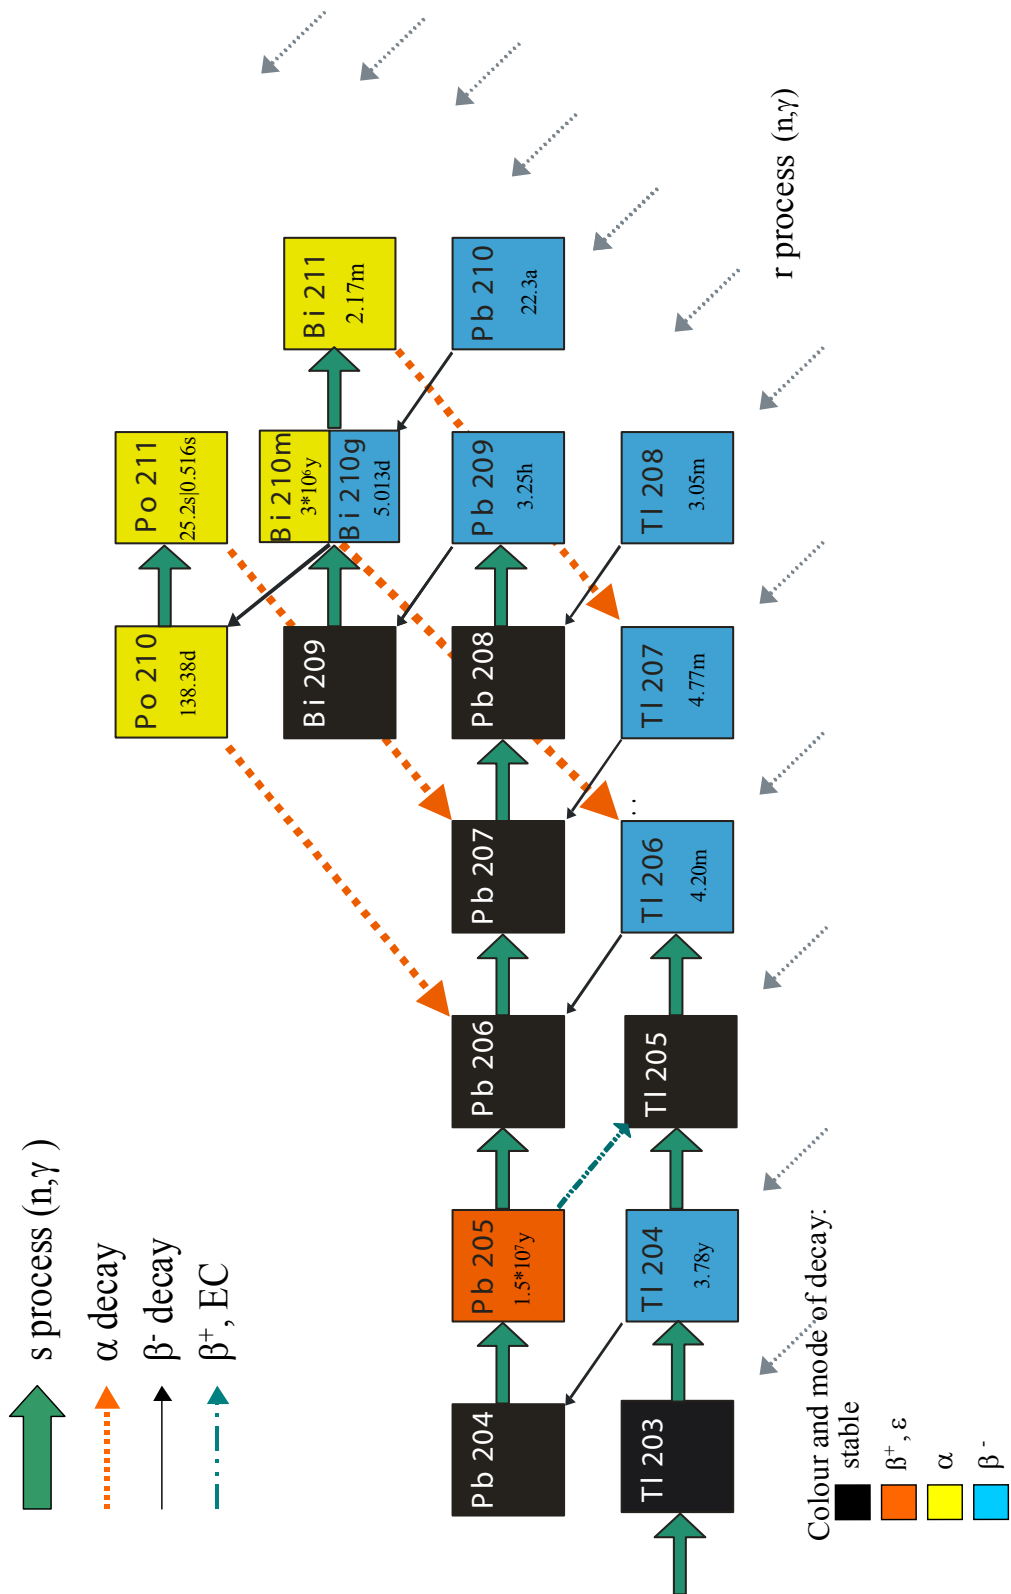 s process (n,γ)
α decay
β- decay
β+, EC
Po 210
138.38d
Po 211
25.2s|0.516s
Bi 209
Bi 210m
3*10⁶y
Bi 210g
5.013d
Bi 211
2.17m
Pb 204
Pb 205
1.5*10⁷y
Pb 206
Pb 207
Pb 208
Pb 209
3.25h
Pb 210
22.3a
Tl 203
Tl 204
3.78y
Tl 205
Tl 206
4.20m
..
Tl 207
4.77m
Tl 208
3.05m
r process (n,γ)
Colour and mode of decay:
stable
β+, ε
α
β-